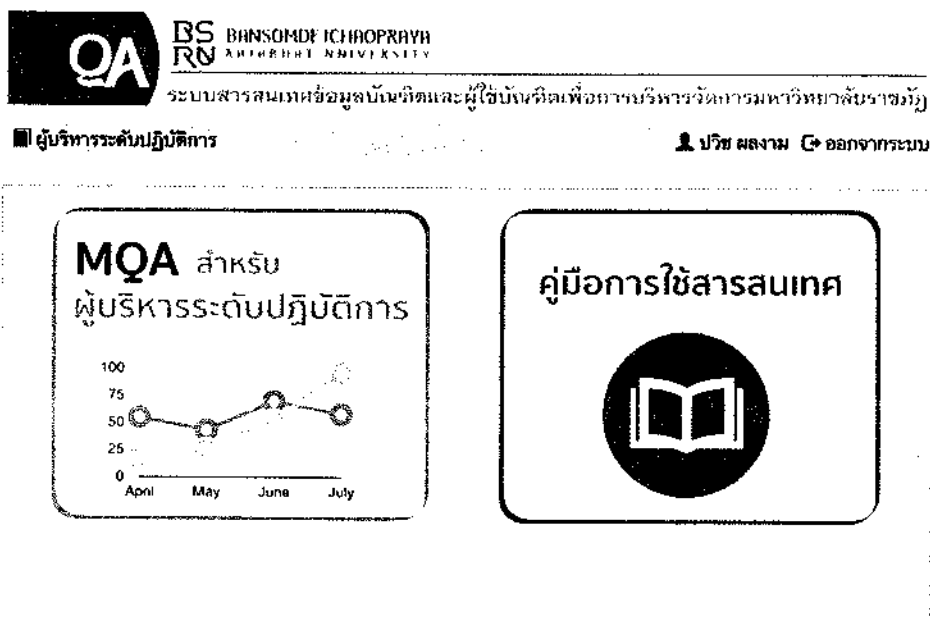 QA
BS
RU
BANSOMDEJCHAOPRAYA
RAJABHAT UNIVERSITY
ระบบสารสนเทศข้อมูลบัณฑิตและผู้ใช้บัณฑิตเพื่อการบริหารจัดการมหาวิทยาลัยราชภัฏ
ผู้บริหารระดับปฏิบัติการ
ปวิช ผลงาม ออกจากระบบ
MQA สำหรับ
ผู้บริหารระดับปฏิบัติการ
100
75
50
25
0
April May June July
คู่มือการใช้สารสนเทศ